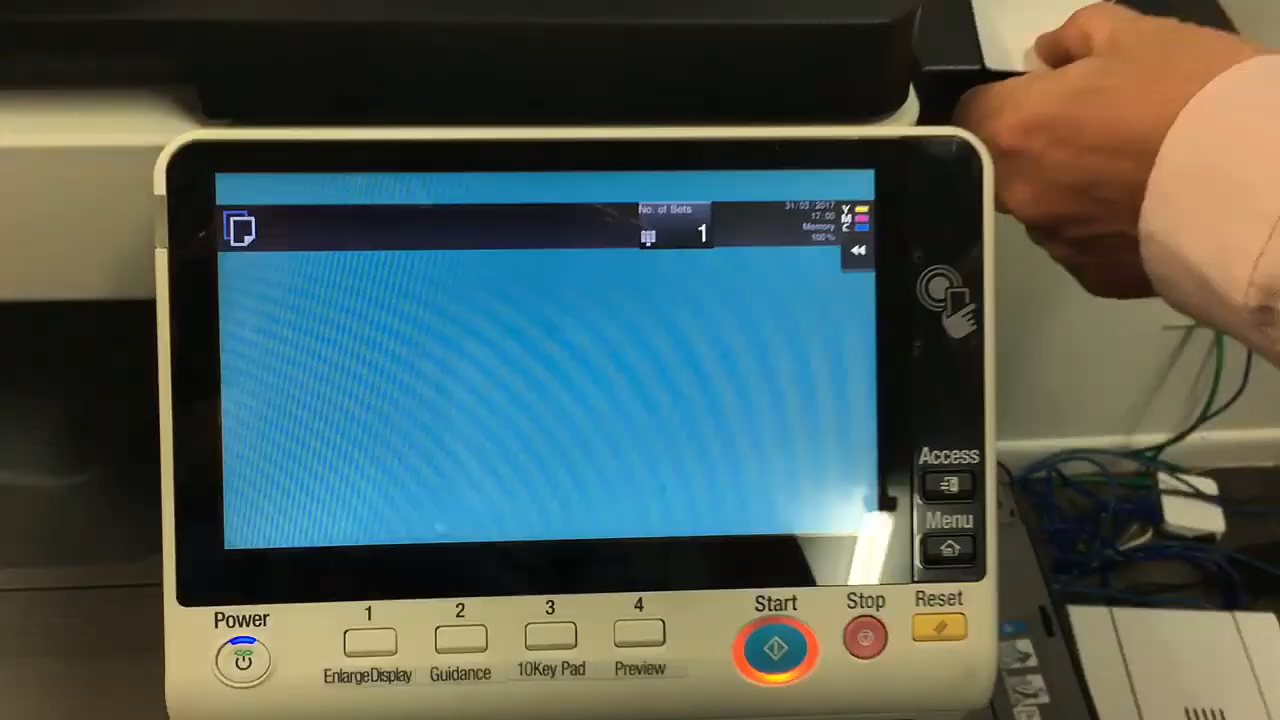 No. of Sets
1
31/03/2017
17:00
Memory
100%
Y
M
C
Access
Menu
Power
1
2
3
4
Start
Stop
Reset
EnlargeDisplay
Guidance
10Key Pad
Preview